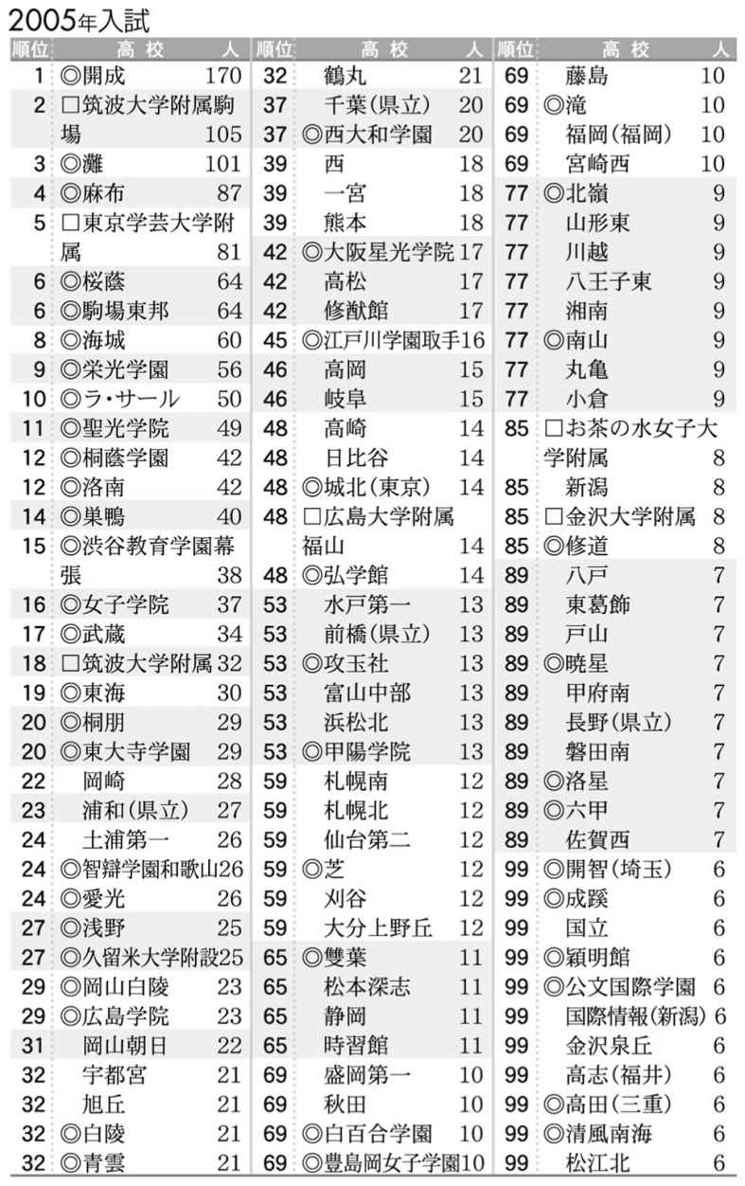 2005年入試
順位 高校 人
1 ◎開成 170
2 □筑波大学附属駒
場 105
3 ◎灘 101
4 ◎麻布 87
5 □東京学芸大学附
属 81
6 ◎桜蔭 64
6 ◎駒場東邦 64
8 ◎海城 60
9 ◎栄光学園 56
10 ◎ラ・サール 50
11 ◎聖光学院 49
12 ◎桐蔭学園 42
12 ◎洛南 42
14 ◎巣鴨 40
15 ◎渋谷教育学園幕
張 38
16 ◎女子学院 37
17 ◎武蔵 34
18 □筑波大学附属 32
19 ◎東海 30
20 ◎桐朋 29
20 ◎東大寺学園 29
22 岡崎 28
23 浦和(県立) 27
24 土浦第一 26
24 ◎智辯学園和歌山 26
24 ◎愛光 26
27 ◎浅野 25
27 ◎久留米大学附設 25
29 ◎岡山白陵 23
29 ◎広島学院 23
31 岡山朝日 22
32 宇都宮 21
32 旭丘 21
32 ◎白陵 21
32 ◎青雲 21
順位 高校 人
32 鶴丸 21
37 千葉(県立) 20
37 ◎西大和学園 20
39 西 18
39 一宮 18
39 熊本 18
42 ◎大阪星光学院 17
42 高松 17
42 修猷館 17
45 ◎江戸川学園取手 16
46 高岡 15
46 岐阜 15
48 高崎 14
48 日比谷 14
48 ◎城北(東京) 14
48 □広島大学附属
福山 14
48 ◎弘学館 14
53 水戸第一 13
53 前橋(県立) 13
53 ◎攻玉社 13
53 富山中部 13
53 浜松北 13
53 ◎甲陽学院 13
59 札幌南 12
59 札幌北 12
59 仙台第二 12
59 ◎芝 12
59 刈谷 12
59 大分上野丘 12
65 ◎雙葉 11
65 松本深志 11
65 静岡 11
65 時習館 11
69 盛岡第一 10
69 秋田 10
69 ◎白百合学園 10
69 ◎豊島岡女子学園 10
順位 高校 人
69 藤島 10
69 ◎滝 10
69 福岡(福岡) 10
69 宮崎西 10
77 ◎北嶺 9
77 山形東 9
77 川越 9
77 八王子東 9
77 湘南 9
77 ◎南山 9
77 丸亀 9
77 小倉 9
85 □お茶の水女子大
学附属 8
85 新潟 8
85 □金沢大学附属 8
85 ◎修道 8
89 八戸 7
89 東葛飾 7
89 戸山 7
89 ◎暁星 7
89 甲府南 7
89 長野(県立) 7
89 磐田南 7
89 ◎洛星 7
89 ◎六甲 7
89 佐賀西 7
99 ◎開智(埼玉) 6
99 ◎成蹊 6
99 国立 6
99 ◎穎明館 6
99 ◎公文国際学園 6
99 国際情報(新潟) 6
99 金沢泉丘 6
99 高志(福井) 6
99 ◎高田(三重) 6
99 ◎清風南海 6
99 松江北 6